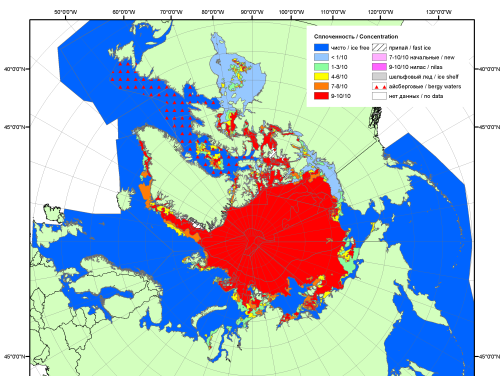 50°0'0"W 60°0'0"W 70°0'0"W 80°0'0"W 90°0'0"W 100°0'0"W 110°0'0"W 120°0'0"W
Сплоченность / Concentration
чисто / ice free
припай / fast ice
< 1/10
7-10/10 начальные / new
1-3/10
9-10/10 нилас / nilas
4-6/10
шельфовый лед / ice shelf
7-8/10
айсберговые / bergy waters
9-10/10
нет данных / no data
40°0'0"N
40°0'0"N
45°0'0"N
45°0'0"N
45°0'0"N
45°0'0"N